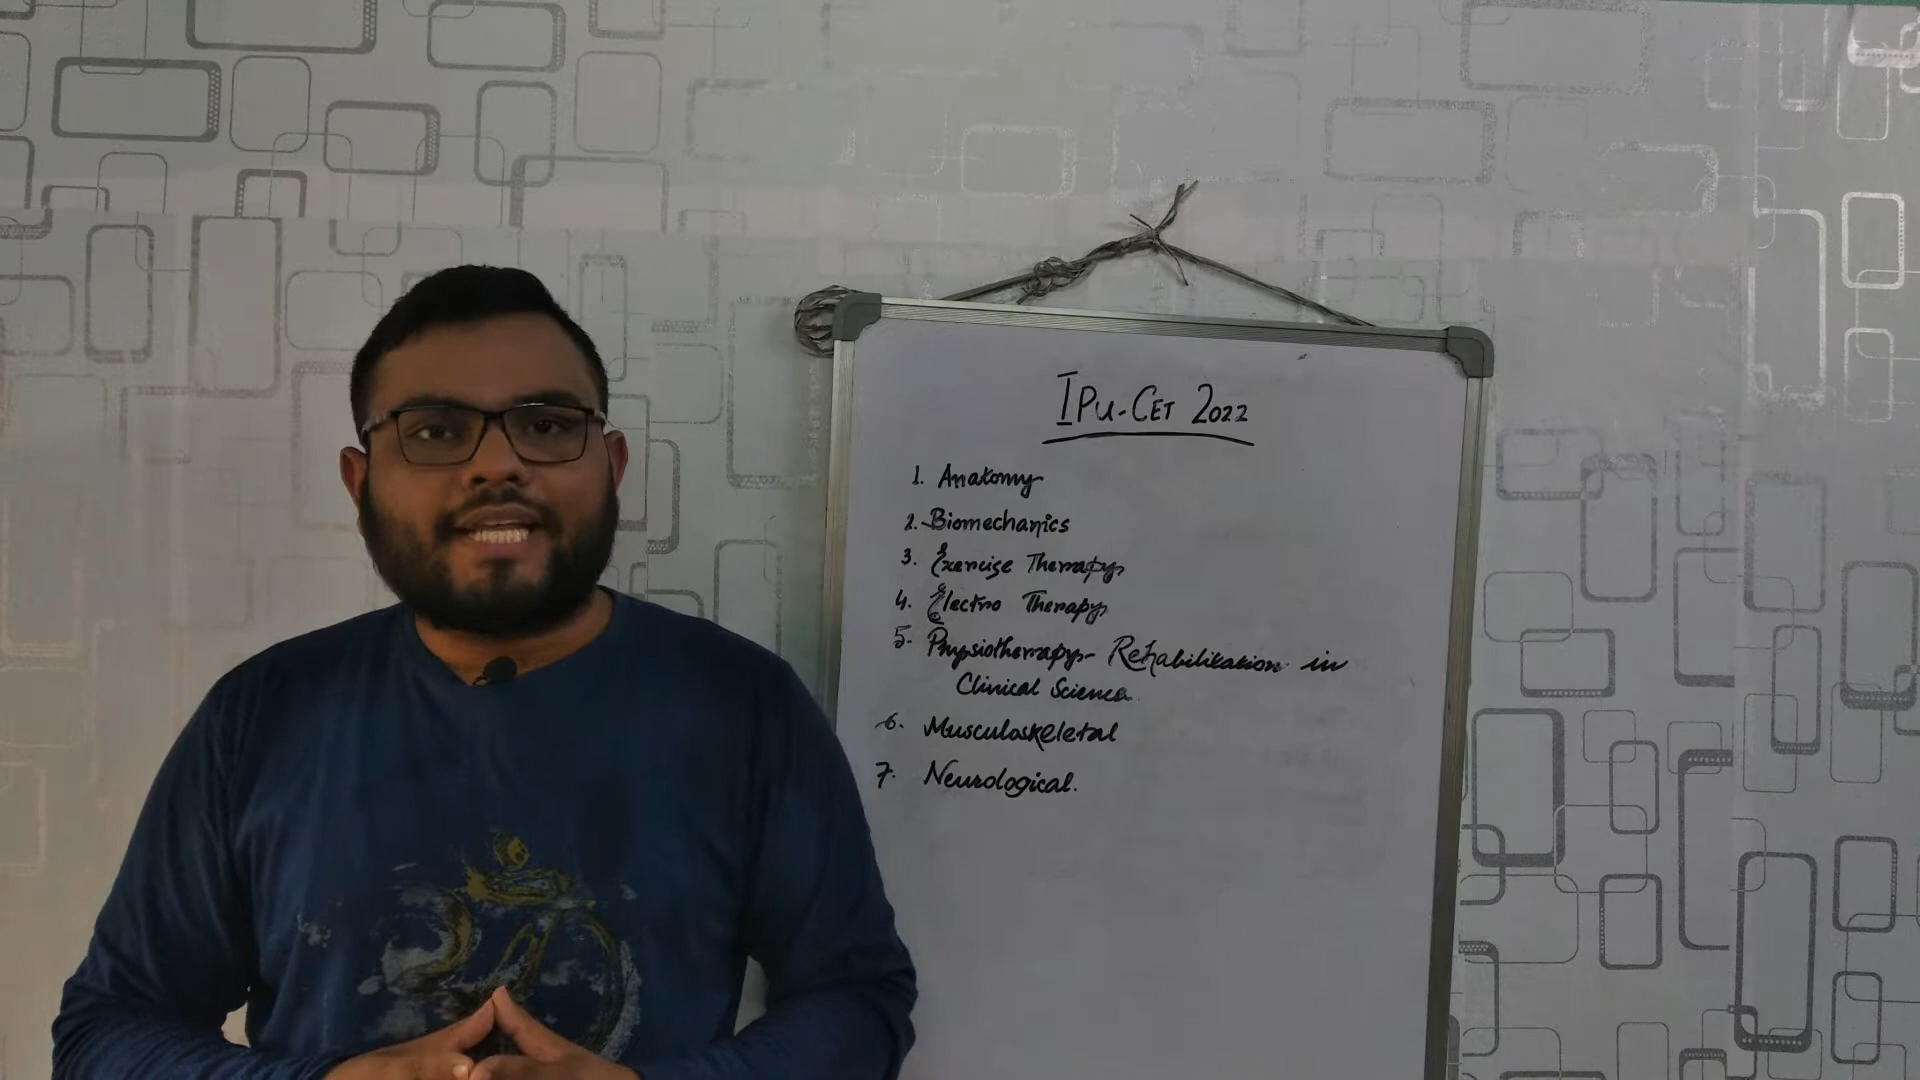 IPU-CET 2022
1. Anatomy
2. Biomechanics
3. Exercise Therapy
4. Electro Therapy
5. Physiotherapy- Rehabilitation in
Clinical Science.
6. Musculoskeletal
7. Neurological.